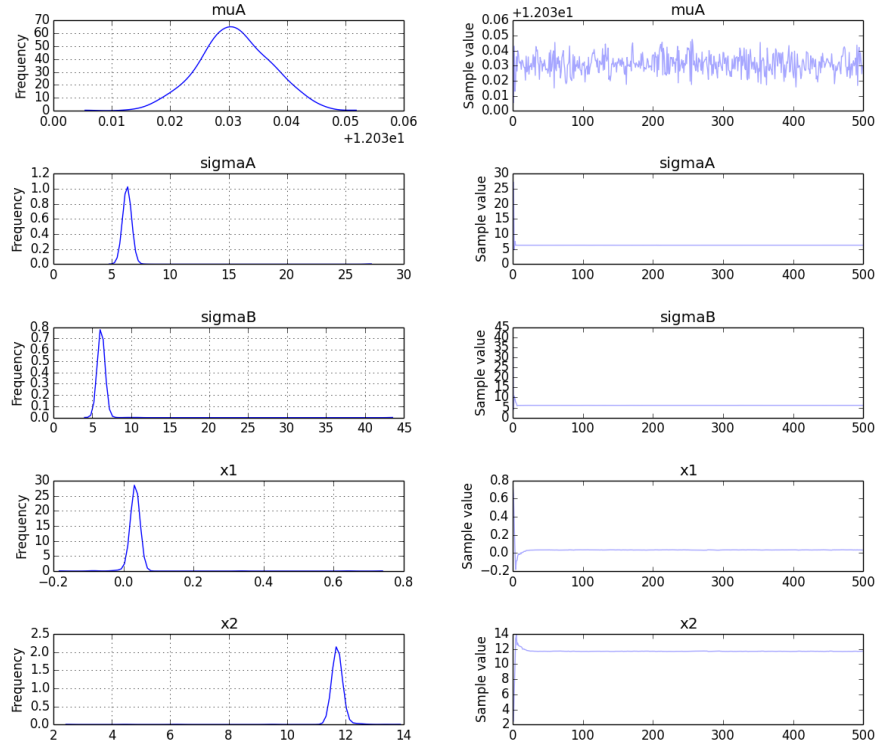 muA
muA
Frequency
70
60
50
40
30
20
10
0
0.00 0.01 0.02 0.03 0.04 0.05 0.06
+1.203e1
+1.203e1
Sample value
0.06
0.05
0.04
0.03
0.02
0.01
0.00
0 100 200 300 400 500
sigmaA
sigmaA
Frequency
1.2
1.0
0.8
0.6
0.4
0.2
0.0
0 5 10 15 20 25 30
Sample value
30
25
20
15
10
5
0
0 100 200 300 400 500
sigmaB
sigmaB
Frequency
0.8
0.7
0.6
0.5
0.4
0.3
0.2
0.1
0.0
0 5 10 15 20 25 30 35 40 45
Sample value
45
40
35
30
25
20
15
10
5
0
0 100 200 300 400 500
x1
x1
Frequency
30
25
20
15
10
5
0
−0.2 0.0 0.2 0.4 0.6 0.8
Sample value
0.8
0.6
0.4
0.2
0.0
−0.2
0 100 200 300 400 500
x2
x2
Frequency
2.5
2.0
1.5
1.0
0.5
0.0
2 4 6 8 10 12 14
Sample value
14
12
10
8
6
4
2
0 100 200 300 400 500